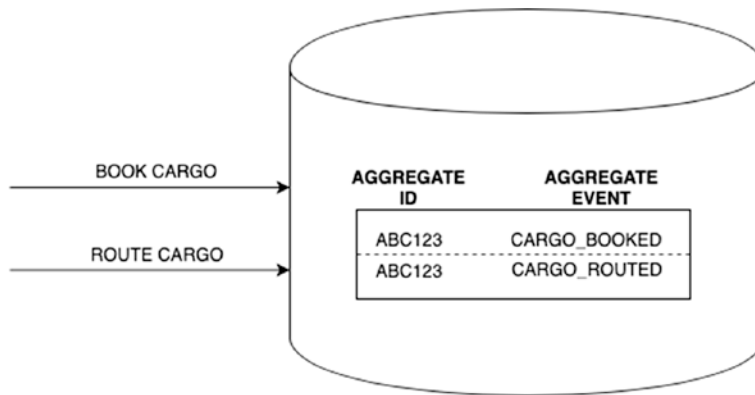 BOOK CARGO
ROUTE CARGO
AGGREGATE ID
AGGREGATE EVENT
ABC123 CARGO_BOOKED
ABC123 CARGO_ROUTED